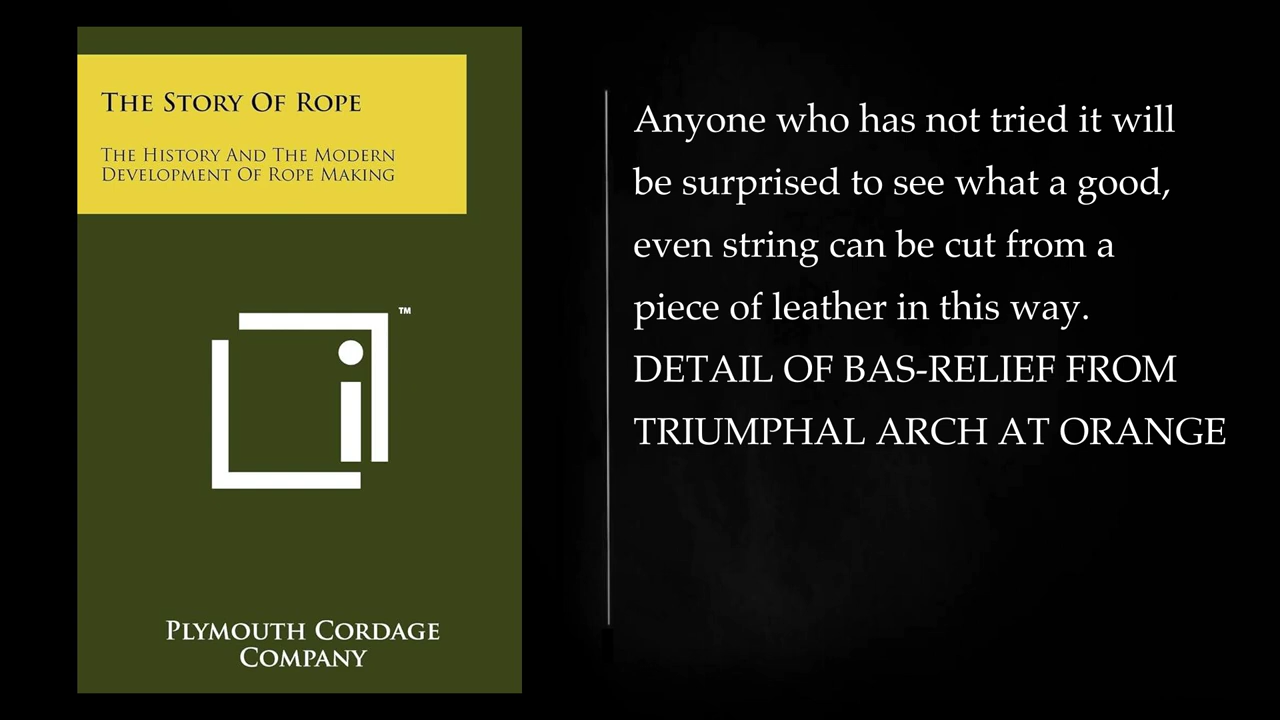 THE STORY OF ROPE
THE HISTORY AND THE MODERN
DEVELOPMENT OF ROPE MAKING
TM
i
PLYMOUTH CORDAGE
COMPANY
Anyone who has not tried it will
be surprised to see what a good,
even string can be cut from a
piece of leather in this way.
DETAIL OF BAS-RELIEF FROM
TRIUMPHAL ARCH AT ORANGE